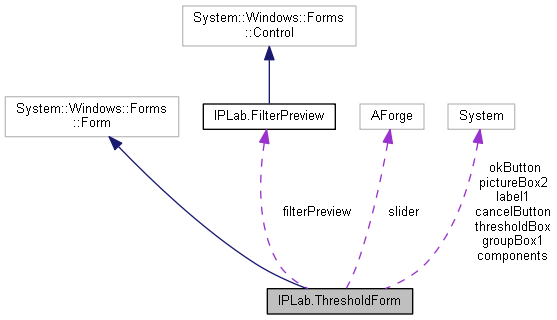 System::Windows::Forms
::Control
System::Windows::Forms
::Form
IPLab.FilterPreview
AForge
System
okButton
pictureBox2
label1
cancelButton
thresholdBox
groupBox1
components
filterPreview
slider
IPLab.ThresholdForm